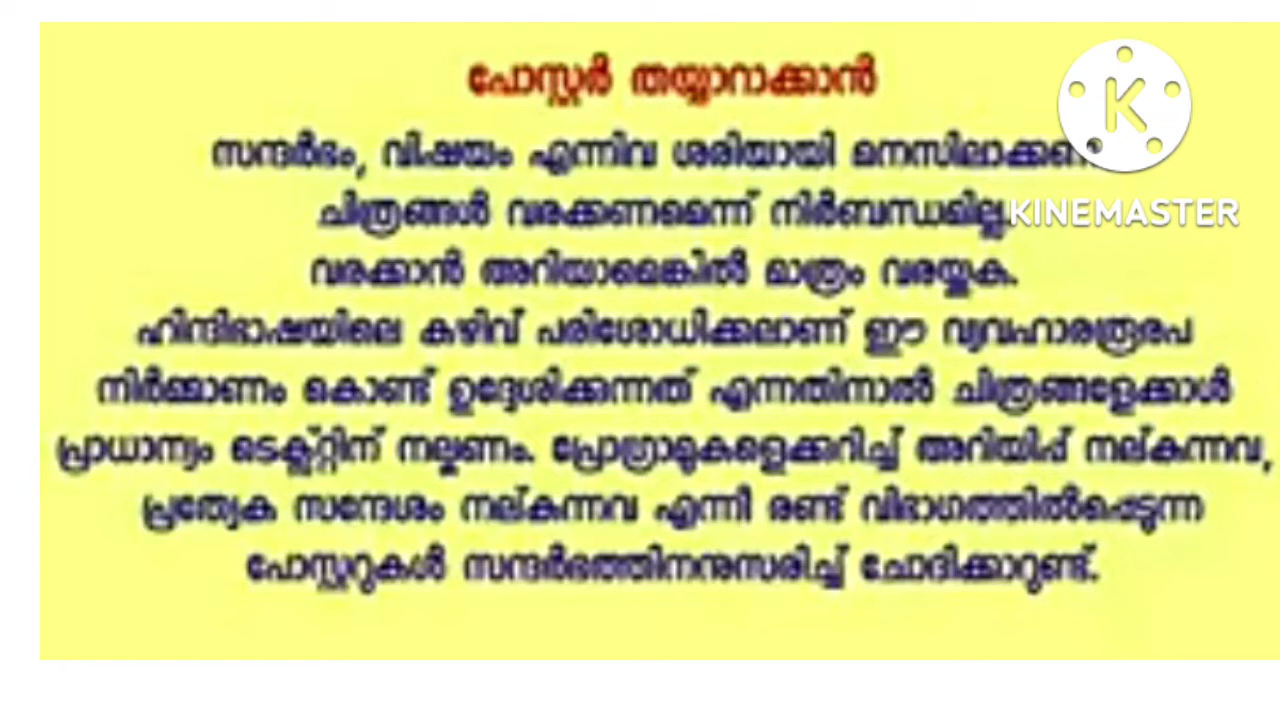 പോസ്റ്റർ തയ്യാറാക്കാൻ
സന്ദർഭം, വിഷയം എന്നിവ ശരിയായി മനസിലാക്കണം
ചിത്രങ്ങൾ വരക്കണമെന്ന് നിർബന്ധമില്ല.
KINEMASTER
വരക്കാൻ അറിയാമെങ്കിൽ മാത്രം വരയ്ക്കുക.
ഹിന്ദിഭാഷയിലെ കഴിവ് പരിശോധിക്കലാണ് ഈ വ്യവഹാരരൂപ
നിർമ്മാണം കൊണ്ട് ഉദ്ദേശിക്കുന്നത് എന്നതിനാൽ ചിത്രങ്ങളേക്കാൾ
പ്രാധാന്യം ടെക്സ്റ്റിന് നല്കണം. പ്രോഗ്രാമുകളെക്കുറിച്ച് അറിയിപ്പ് നല്കുന്നവ,
പ്രത്യേക സന്ദേശം നല്കുന്നവ എന്നീ രണ്ട് വിഭാഗത്തിൽപ്പെടുന്ന
പോസ്റ്ററുകൾ സന്ദർഭത്തിനനുസരിച്ച് ചോദിക്കാറുണ്ട്.